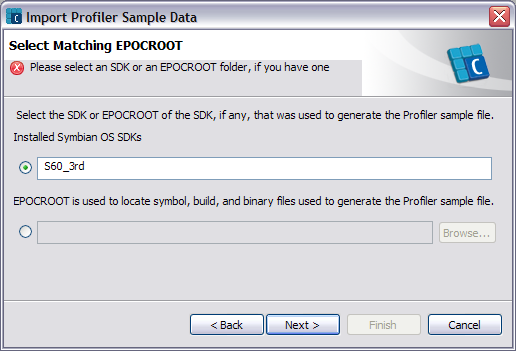 Import Profiler Sample Data
Select Matching EPOCROOT
Please select an SDK or an EPOCROOT folder, if you have one
C
Select the SDK or EPOCROOT of the SDK, if any, that was used to generate the Profiler sample file.
Installed Symbian OS SDKs
S60_3rd
EPOCROOT is used to locate symbol, build, and binary files used to generate the Profiler sample file.
Browse...
< Back Next > Finish Cancel